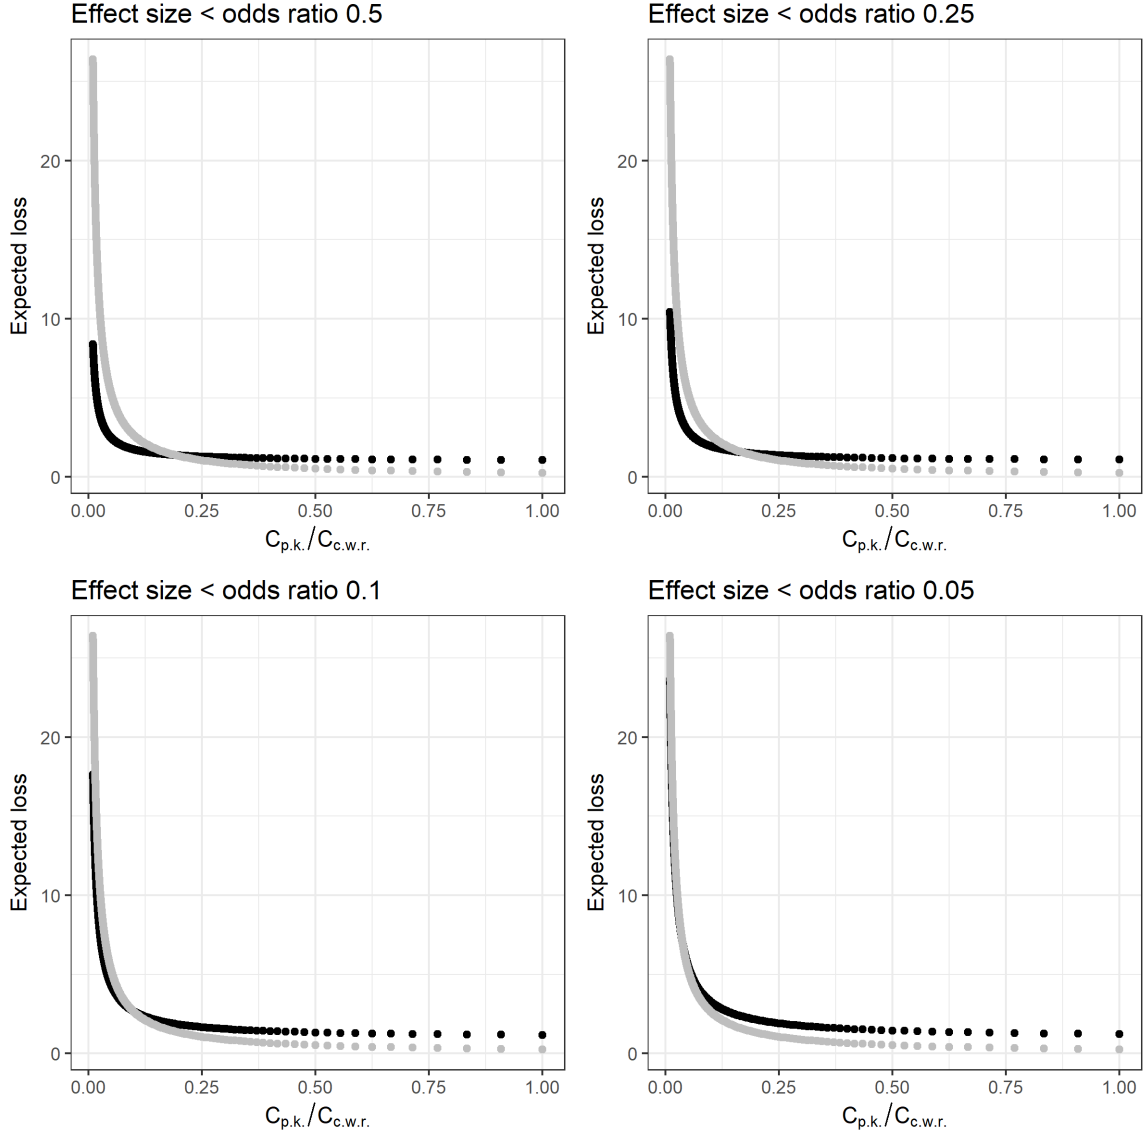 Effect size < odds ratio 0.5
Expected loss
20
10
0
0.00 0.25 0.50 0.75 1.00
Cp.k./Cc.w.r.
Effect size < odds ratio 0.25
Expected loss
20
10
0
0.00 0.25 0.50 0.75 1.00
Cp.k./Cc.w.r.
Effect size < odds ratio 0.1
Expected loss
20
10
0
0.00 0.25 0.50 0.75 1.00
Cp.k./Cc.w.r.
Effect size < odds ratio 0.05
Expected loss
20
10
0
0.00 0.25 0.50 0.75 1.00
Cp.k./Cc.w.r.